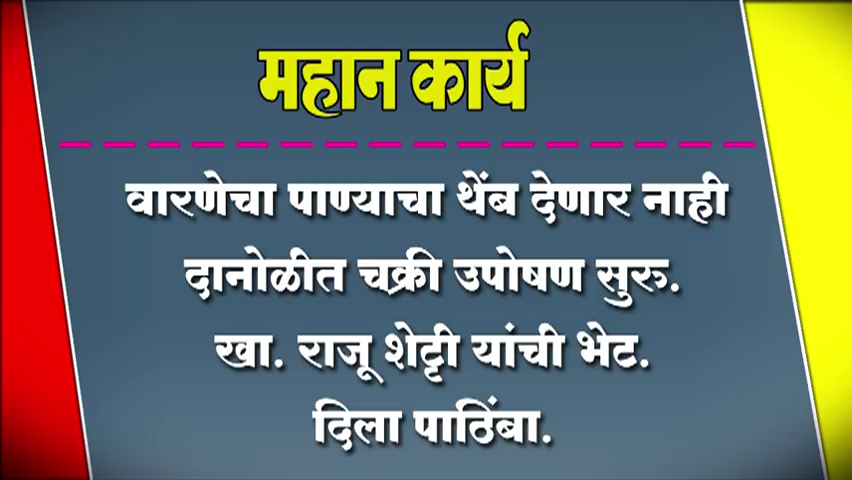 महान कार्य
वारणेचा पाण्याचा थेंब देणार नाही
दानोळीत चक्री उपोषण सुरु.
खा. राजू शेट्टी यांची भेट.
दिला पाठिंबा.